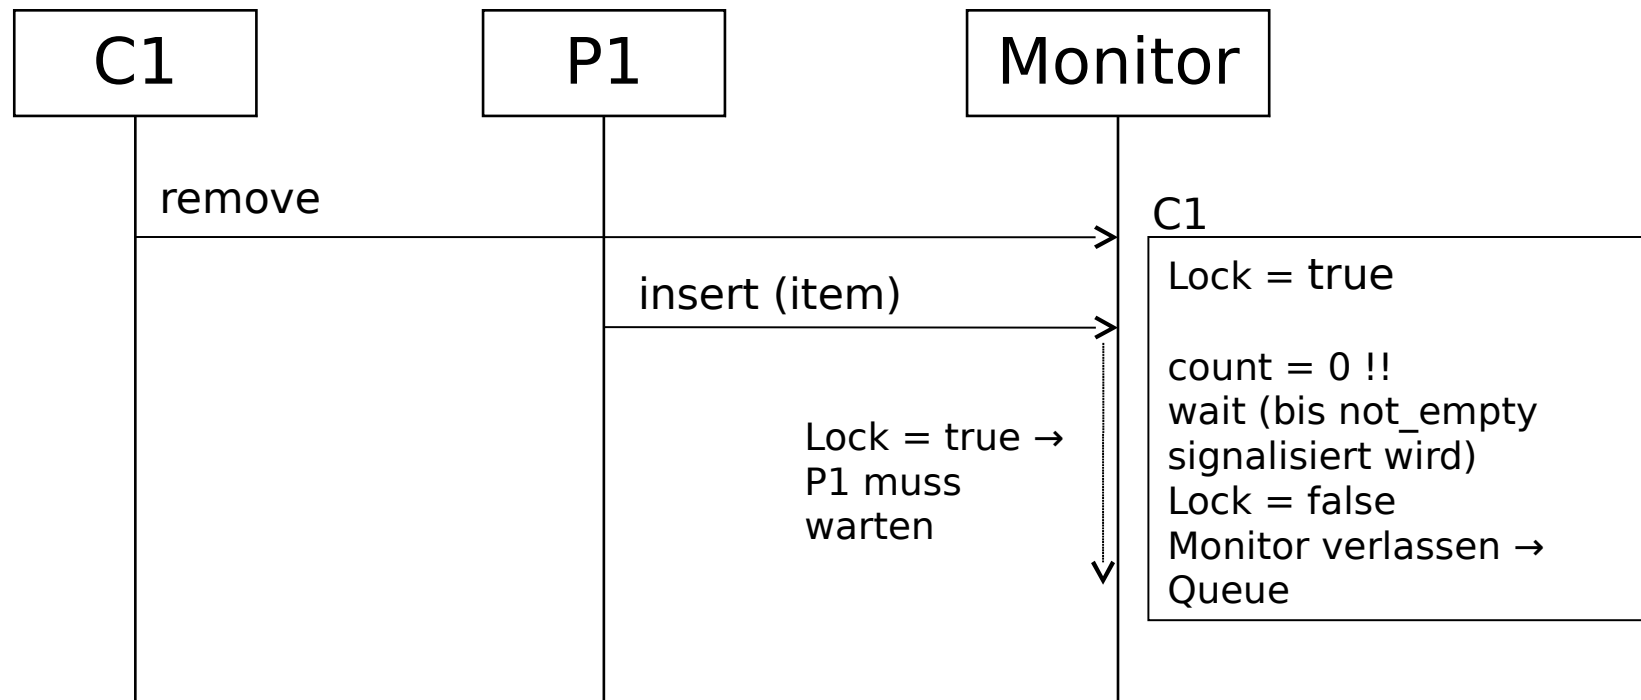 C1
P1
Monitor
remove
C1
insert (item)
Lock = true →
P1 muss
warten
Lock = true
count = 0 !!
wait (bis not_empty
signalisiert wird)
Lock = false
Monitor verlassen →
Queue